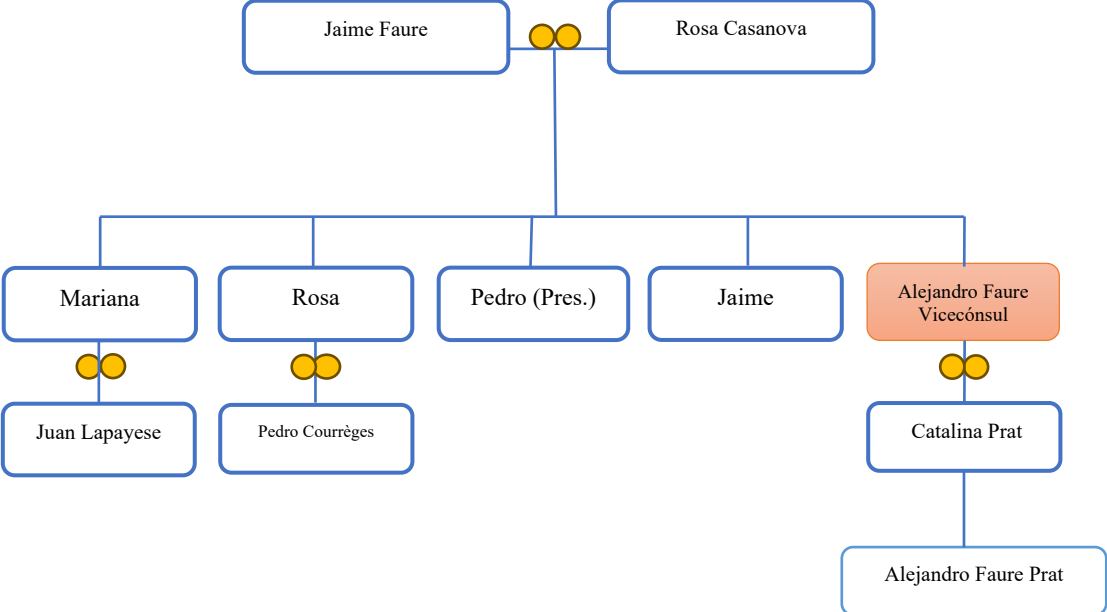 Jaime Faure
Rosa Casanova
Mariana
Rosa
Pedro (Pres.)
Jaime
Alejandro Faure
Vicecónsul
Juan Lapayese
Pedro Courrèges
Catalina Prat
Alejandro Faure Prat